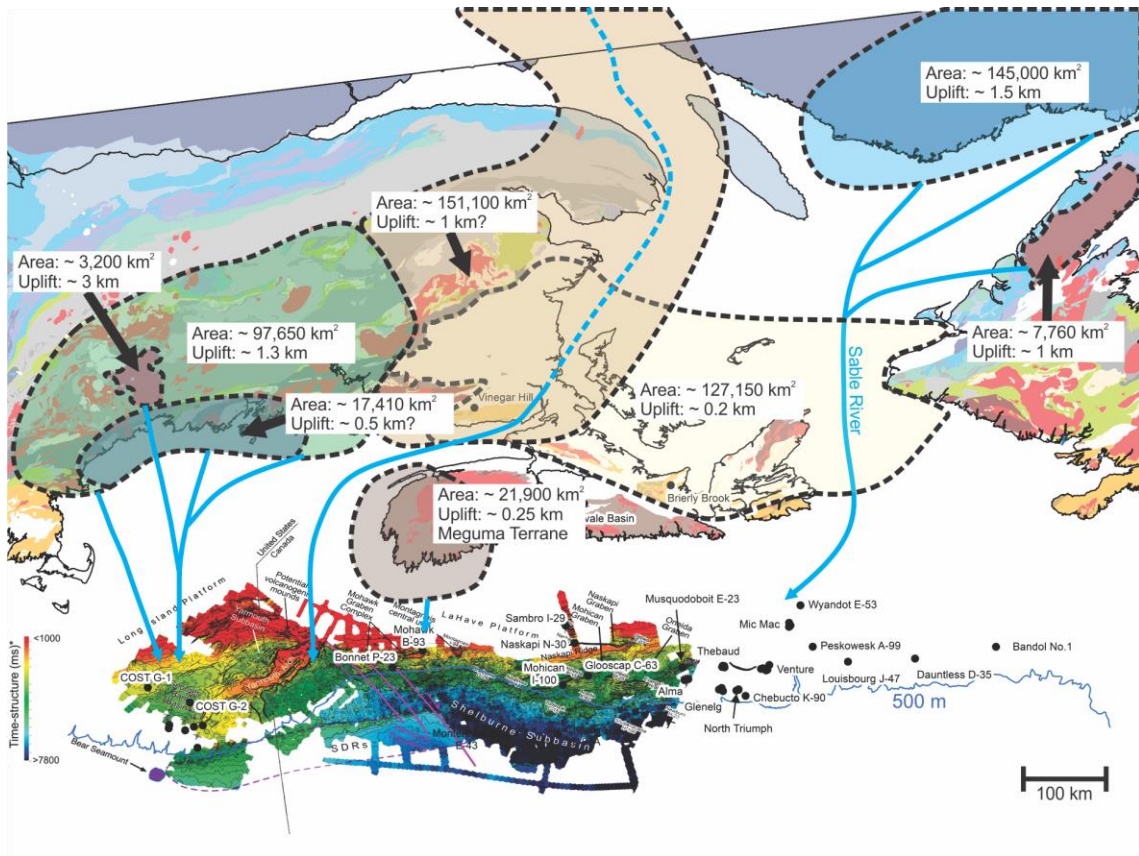 Area: ~ 145,000 km²
Uplift: ~ 1.5 km
Area: ~ 151,100 km²
Uplift: ~ 1 km?
Area: ~ 3,200 km²
Uplift: ~ 3 km
Area: ~ 97,650 km²
Uplift: ~ 1.3 km
Area: ~ 7,760 km²
Uplift: ~ 1 km
Sable River
Area: ~ 127,150 km²
Uplift: ~ 0.2 km
Vinegar Hill
Area: ~ 17,410 km²
Uplift: ~ 0.5 km?
Area: ~ 21,900 km²
Uplift: ~ 0.25 km
Meguma Terrane
Brierly Brook
vale Basin
United States
Canada
Long Island Platform
Yarmouth
Subbasin
Potential
volcanogenic
mounds
Mohawk
Graben
Complex
Montagnais
central
Mohawk
B-93
LaHave Platform
Sambro I-29
Naskapi N-30
Naskapi
Graben
Mohican
Graben
Naskapi Ridge
Oneida
Graben
Musquodoboit E-23
Wyandot E-53
Mic Mac
Thebaud
Peskowesk A-99
Bandol No.1
Venture
Louisbourg J-47
Dauntless D-35
Chebucto K-90
North Triumph
500 m
Alma
Glenelg
Bonnet P-23
Mohican
I-100
Glooscap C-63
COST G-1
COST G-2
Shelburne Subbasin
SDRs
E-43
Bear Seamount
Time-structure (ms)*
<1000
>7800
100 km